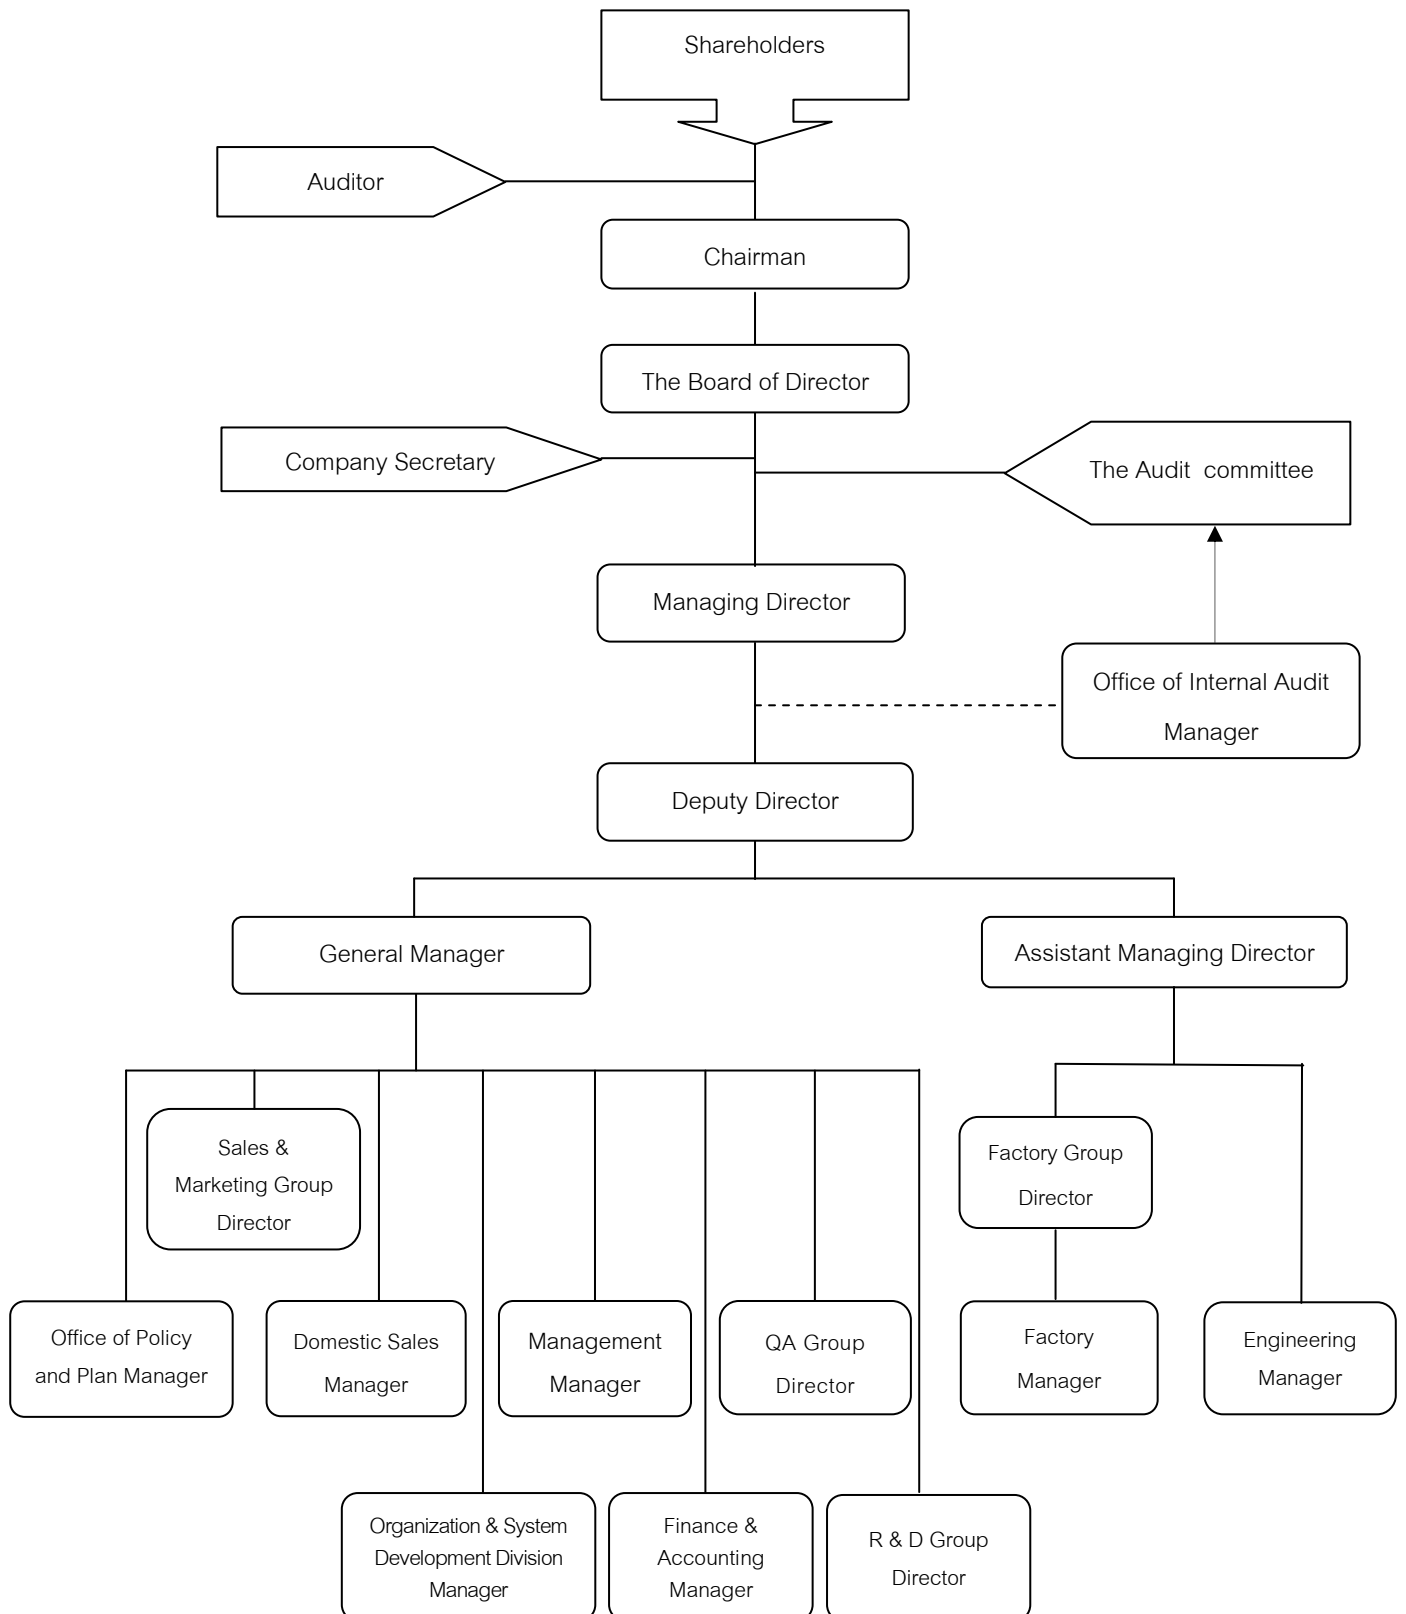 Shareholders
Auditor
Chairman
The Board of Director
Company Secretary
The Audit committee
Managing Director
Office of Internal Audit
Manager
Deputy Director
General Manager
Assistant Managing Director
Sales &
Marketing Group
Director
Factory Group
Director
Office of Policy
and Plan Manager
Domestic Sales
Manager
Management
Manager
QA Group
Director
Factory
Manager
Engineering
Manager
Organization & System
Development Division
Manager
Finance &
Accounting
Manager
R & D Group
Director